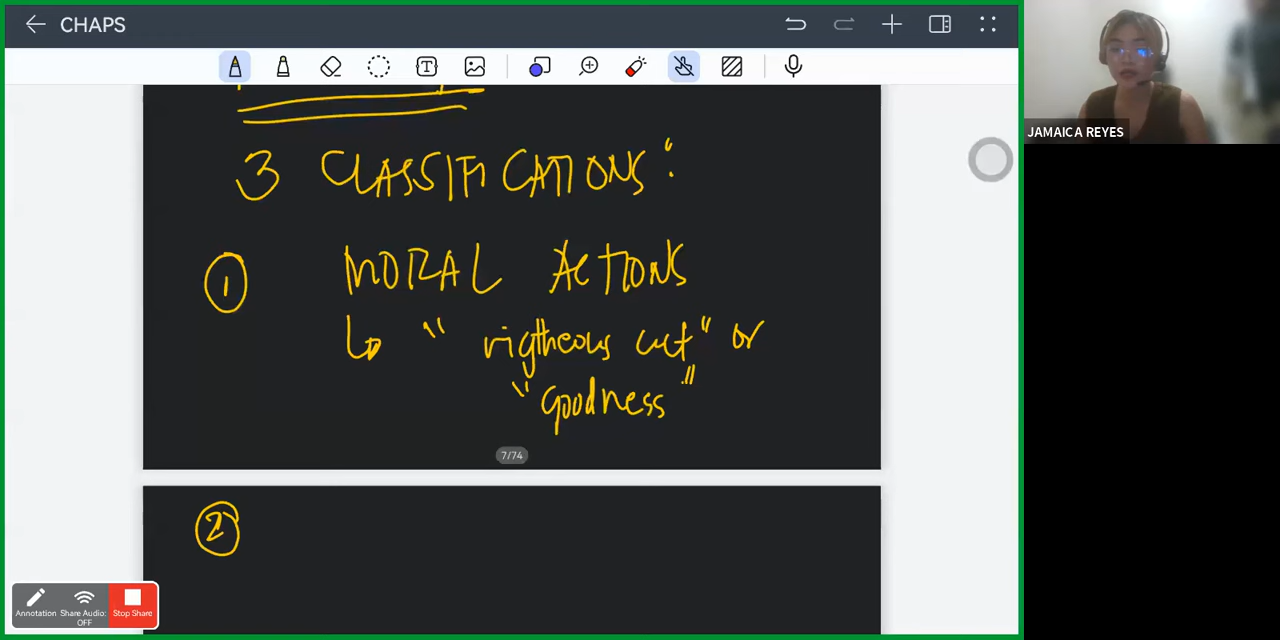 CHAPS
JAMAICA REYES
3 CLASSIFICATIONS:
1 MORAL ACTIONS
" rigtheous act" or
"goodness"
7/74
2
Annotation
Share Audio:
OFF
Stop Share